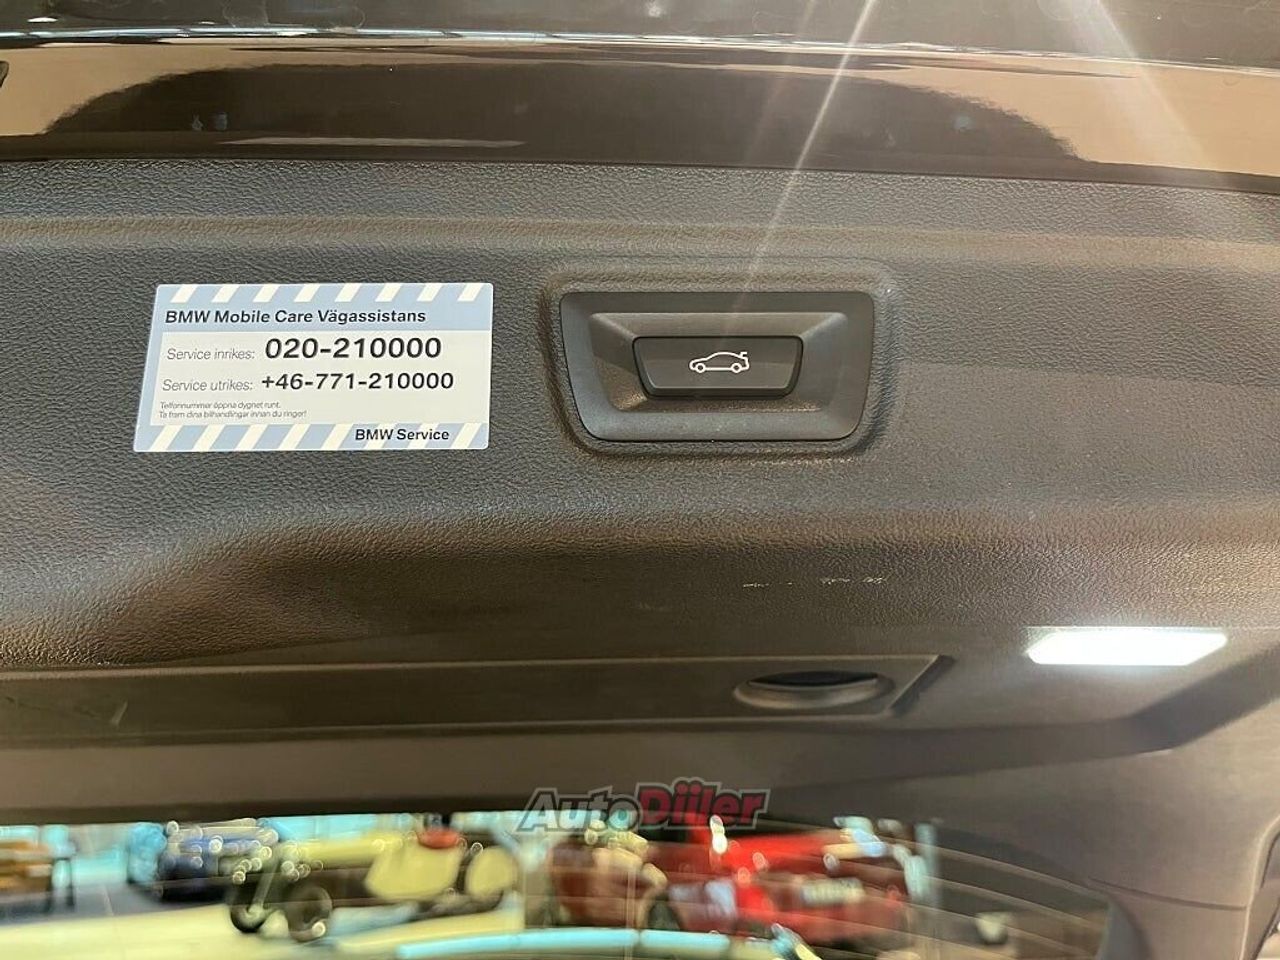 BMW Mobile Care Vägassistans
Service inrikes: 020-210000
Service utrikes: +46-771-210000
Telfonnummer öppna dygnet runt.
Ta fram dina bilhandlingar innan du ringer!
BMW Service
AutoDiiler